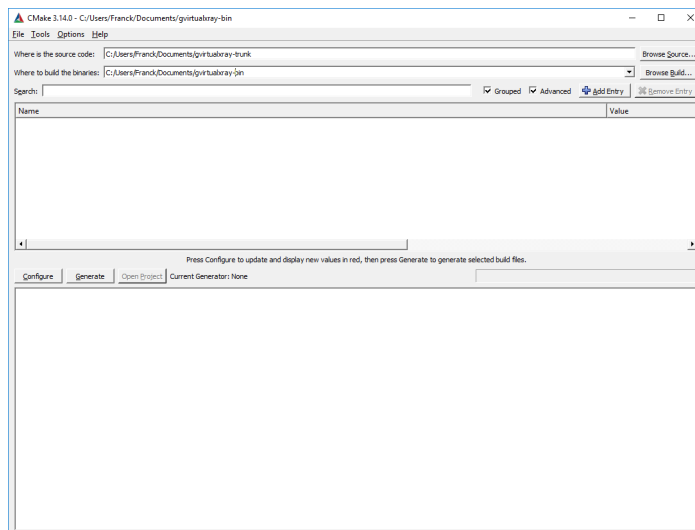 CMake 3.14.0 - C:/Users/Franck/Documents/gvirtualxray-bin
File Tools Options Help
Where is the source code: C:/Users/Franck/Documents/gvirtualxray-trunk Browse Source...
Where to build the binaries: C:/Users/Franck/Documents/gvirtualxray-bin Browse Build...
Search: Grouped Advanced Add Entry Remove Entry
Name Value
Press Configure to update and display new values in red, then press Generate to generate selected build files.
Configure Generate Open Project Current Generator: None